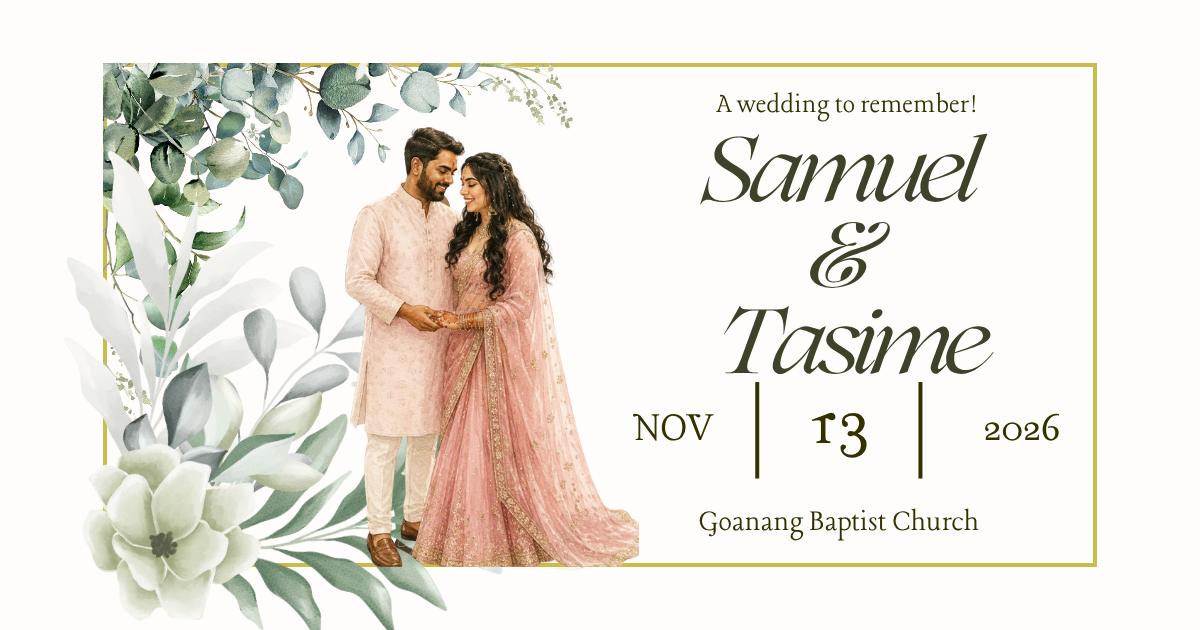 A wedding to remember!
Samuel
&
Tasime
NOV 13 2026
Goanang Baptist Church